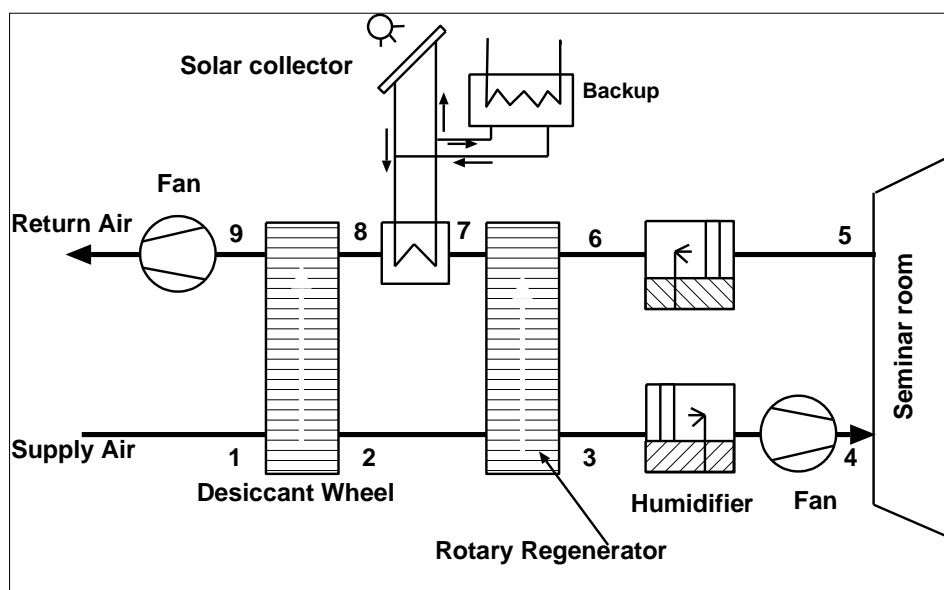 Solar collector
Backup
Fan
Return Air
9
8
7
6
5
Seminar room
Supply Air
1
2
3
4
Desiccant Wheel
Humidifier
Fan
Rotary Regenerator